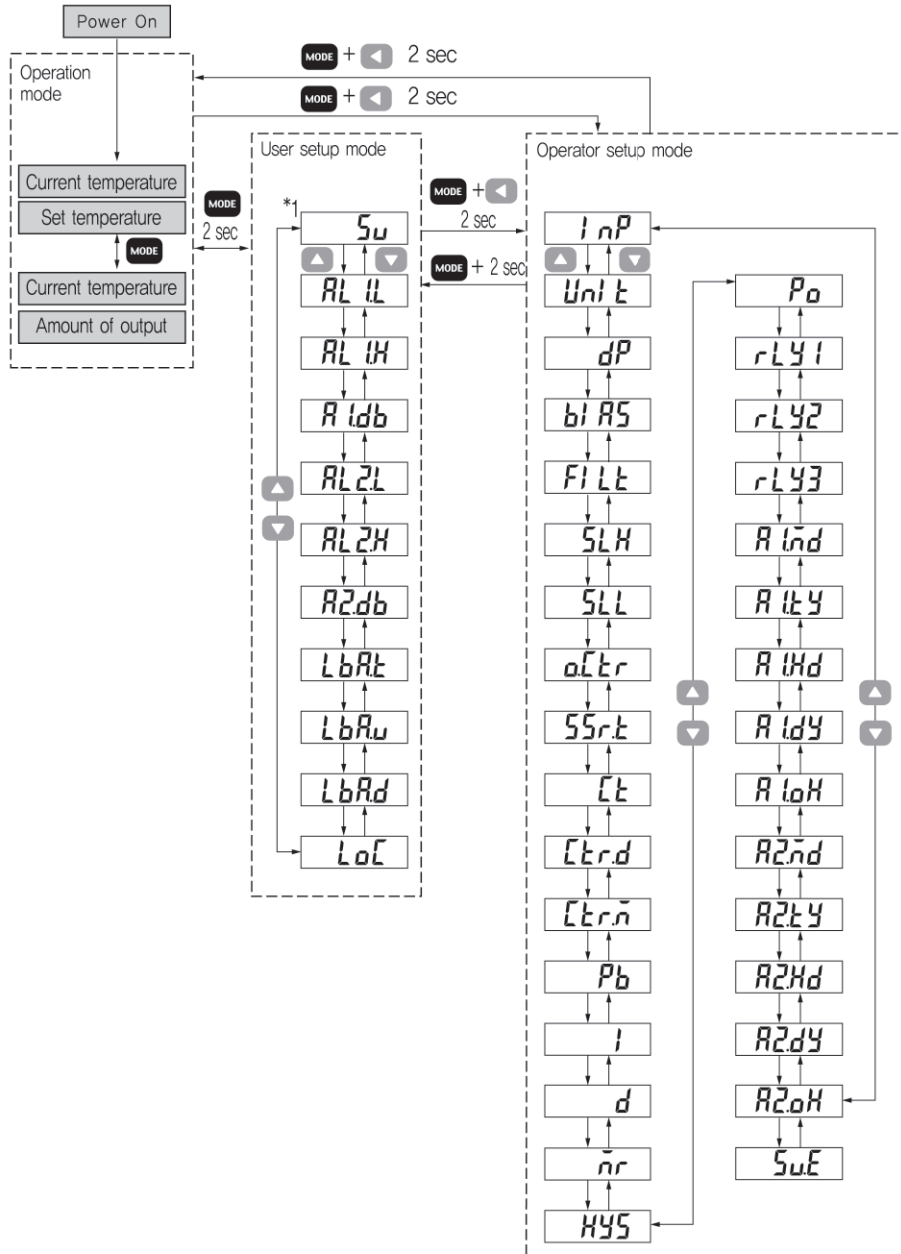 Power On
Operation
mode
Current temperature
Set temperature
MODE
Current temperature
Amount of output
MODE + 2 sec
MODE + 2 sec
MODE
2 sec
User setup mode
*1
Su
AL1.L
AL1.H
A1.db
AL2.L
AL2.H
A2.db
LbA.t
LbA.u
LbA.d
LoC
MODE +
2 sec
MODE + 2 sec
Operator setup mode
InP
UnIt
dP
bIAS
FILt
SLH
SLL
o.Ctr
SSr.t
Ct
Ctr.d
Ctr.n̄
Pb
I
d
n̄r
HYS
Po
rLY1
rLY2
rLY3
A1.n̄d
A1.tY
A1.Hd
A1.dY
A1.oH
A2.n̄d
A2.tY
A2.Hd
A2.dY
A2.oH
Su.E